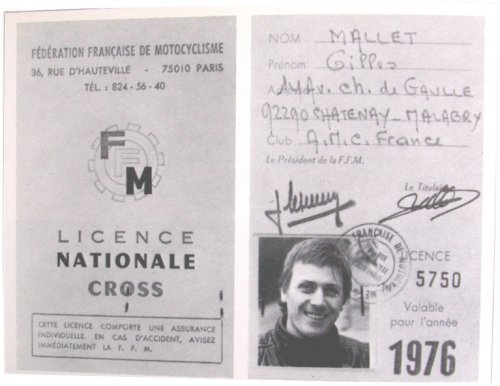 FÉDÉRATION FRANÇAISE DE MOTOCYCLISME
36, RUE D'HAUTEVILLE - 75010 PARIS
TÉL. : 824-56-40
FFM
LICENCE
NATIONALE
CROSS
CETTE LICENCE COMPORTE UNE ASSURANCE
INDIVIDUELLE. EN CAS D'ACCIDENT, AVISEZ
IMMÉDIATEMENT LA F. F. M.
NOM MALLET
Prénom Gilles
Av. ch. de GAULLE
92290 CHATENAY-MALABRY
Club A.M.C. France
Le Président de la F.F.M.
Le Titulaire
FRANÇAISE DE
LICENCE
5750
Valable
pour l'année
1976